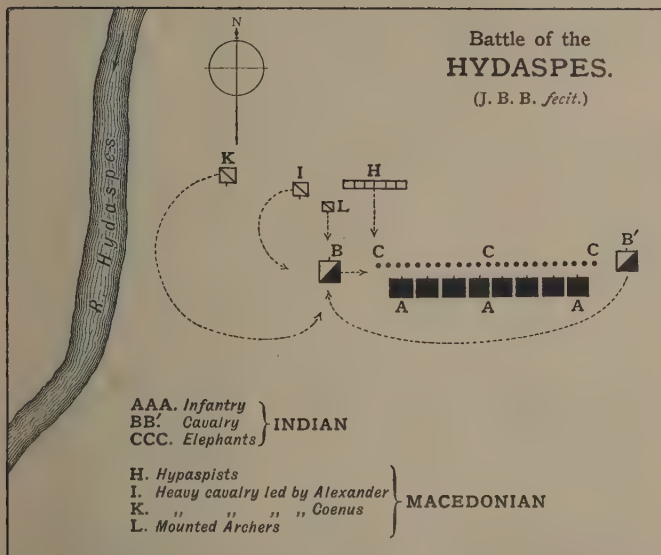 Battle of the
HYDASPES.
(J. B. B. fecit.)
N
R. Hydaspes
K
I
H
L
B
C C C
B'
A A A
AAA. Infantry
BB'. Cavalry
CCC. Elephants
INDIAN
H. Hypaspists
I. Heavy cavalry led by Alexander
K. „ „ „ „ Coenus
L. Mounted Archers
MACEDONIAN